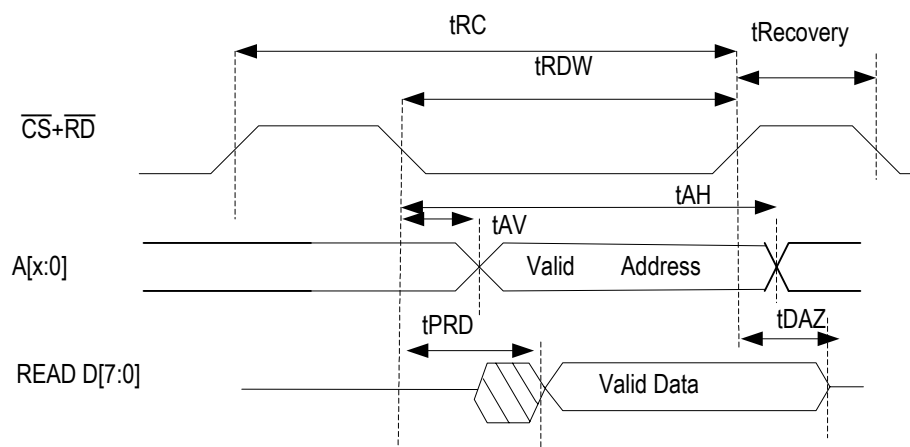 tRC
tRecovery
tRDW
CS+RD
tAH
tAV
A[x:0]
Valid Address
tPRD
tDAZ
READ D[7:0]
Valid Data